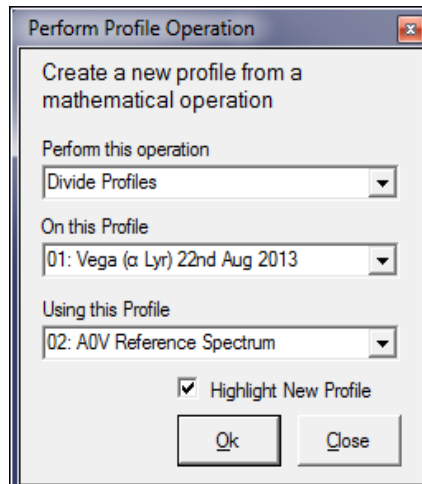 Perform Profile Operation
Create a new profile from a
mathematical operation
Perform this operation
Divide Profiles
On this Profile
01: Vega (α Lyr) 22nd Aug 2013
Using this Profile
02: A0V Reference Spectrum
Highlight New Profile
Ok Close